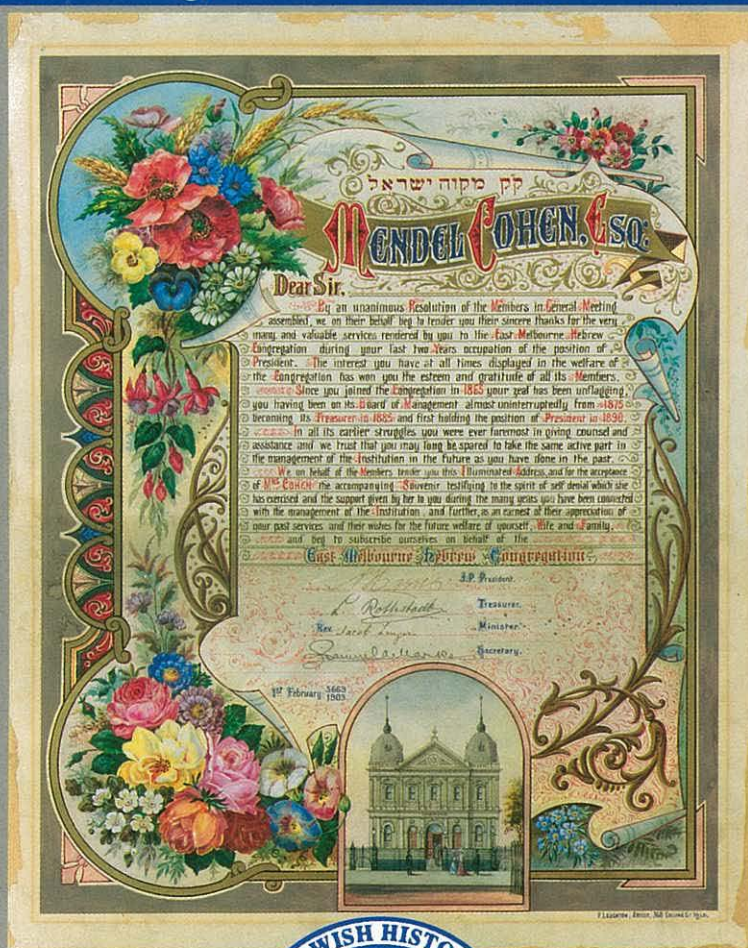 ק״ק מקוה ישראל
MENDEL COHEN, ESQ:
Dear Sir,
By an unanimous Resolution of the Members in General Meeting
assembled, we on their behalf beg to tender you their sincere thanks for the very
many and valuable services rendered by you to the East Melbourne Hebrew
Congregation during your last two Years occupation of the position of
President. The interest you have at all times displayed in the welfare of
the Congregation has won you the esteem and gratitude of all its Members.
Since you joined the Congregation in 1865 your zeal has been unflagging,
you having been on its Board of Management almost uninterruptedly from 1875
becoming its Treasurer in 1885 and first holding the position of President in 1890.
In all its earlier struggles you were ever foremost in giving counsel and
assistance and we trust that you may long be spared to take the same active part in
the management of the Institution in the future as you have done in the past.
We on behalf of the Members tender you this Illuminated Address, and for the acceptance
of Mrs COHEN the accompanying Souvenir testifying to the spirit of self denial which she
has exercised and the support given by her to you during the many years you have been connected
with the management of the Institution, and further, as an earnest of their appreciation of
your past services and their wishes for the future welfare of yourself, Wife and Family,
and beg to subscribe ourselves on behalf of the
East Melbourne Hebrew Congregation
J.P. President.
Rothstadt Treasurer.
Rev. Jacob Minister.
Samuel Secretary.
1st February 5663
1903
WISH HISTO